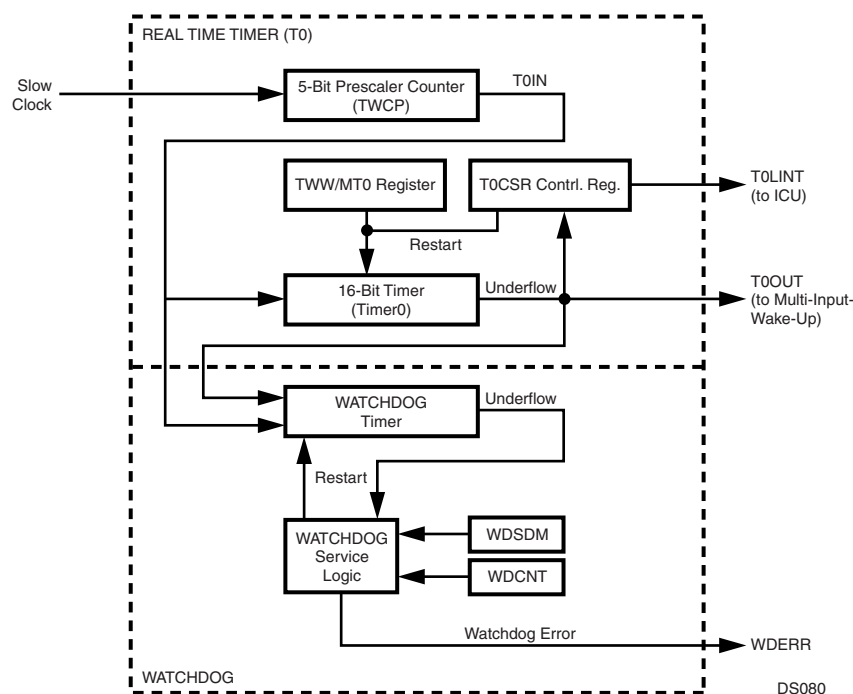 REAL TIME TIMER (T0)
Slow
Clock
5-Bit Prescaler Counter
(TWCP)
T0IN
TWW/MT0 Register
T0CSR Contrl. Reg.
T0LINT
(to ICU)
Restart
16-Bit Timer
(Timer0)
Underflow
T0OUT
(to Multi-Input-
Wake-Up)
WATCHDOG
Timer
Underflow
Restart
WATCHDOG
Service
Logic
WDSDM
WDCNT
Watchdog Error
WDERR
WATCHDOG
DS080